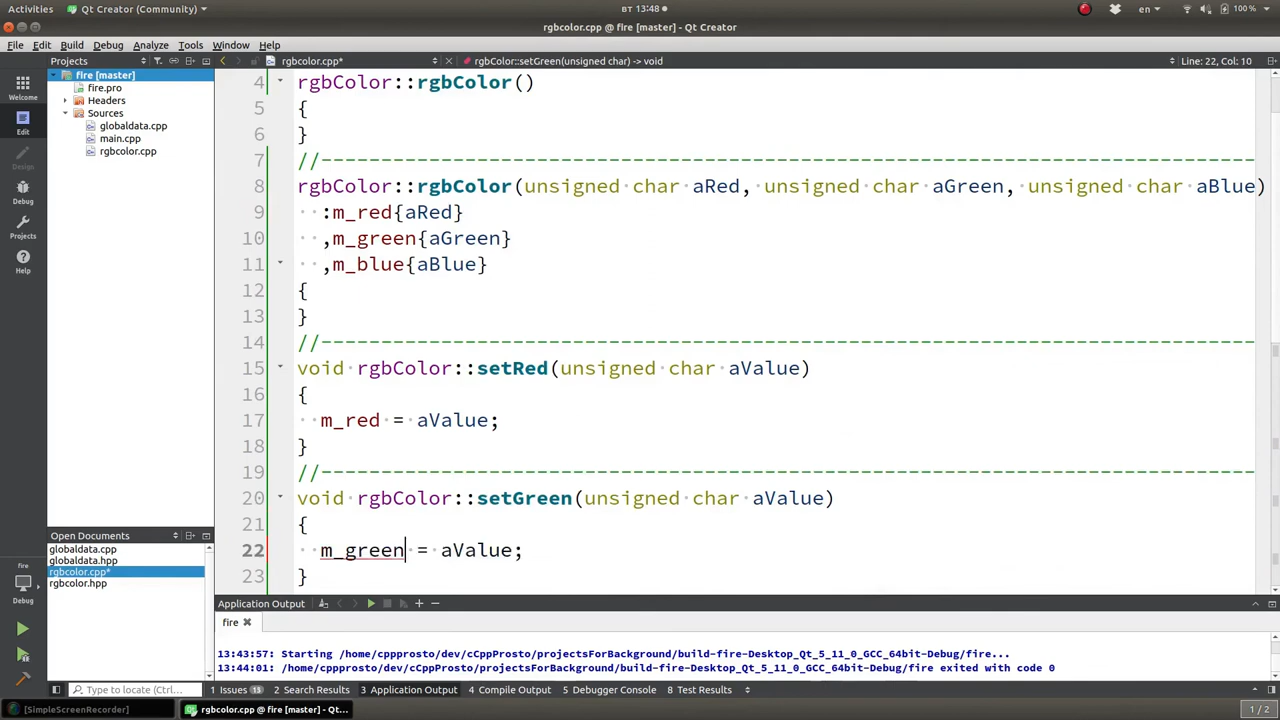 Activities
Qt Creator (Community)
Вт 13:48
en
100 %
rgbcolor.cpp @ fire [master] - Qt Creator
File Edit Build Debug Analyze Tools Window Help
Projects
rgbcolor.cpp*
rgbColor::setGreen(unsigned char) -> void
Line: 22, Col: 10
Welcome
Edit
Design
Debug
Projects
Help
fire [master]
fire.pro
Headers
Sources
globaldata.cpp
main.cpp
rgbcolor.cpp
4 rgbColor::rgbColor()
5 {
6 }
7 //------------------------------------------------------------------------------
8 rgbColor::rgbColor(unsigned char aRed, unsigned char aGreen, unsigned char aBlue)
9 :m_red{aRed}
10 ,m_green{aGreen}
11 ,m_blue{aBlue}
12 {
13 }
14 //------------------------------------------------------------------------------
15 void rgbColor::setRed(unsigned char aValue)
16 {
17 m_red = aValue;
18 }
19 //------------------------------------------------------------------------------
20 void rgbColor::setGreen(unsigned char aValue)
21 {
22 m_green = aValue;
23 }
Open Documents
globaldata.cpp
globaldata.hpp
rgbcolor.cpp*
rgbcolor.hpp
fire
Debug
Application Output
fire
13:43:57: Starting /home/cppprosto/dev/cCppProsto/projectsForBackground/build-fire-Desktop_Qt_5_11_0_GCC_64bit-Debug/fire...
13:44:01: /home/cppprosto/dev/cCppProsto/projectsForBackground/build-fire-Desktop_Qt_5_11_0_GCC_64bit-Debug/fire exited with code 0
Type to locate (Ctrl...
1 Issues 13
2 Search Results
3 Application Output
4 Compile Output
5 Debugger Console
8 Test Results
[SimpleScreenRecorder]
rgbcolor.cpp @ fire [master] - Qt...
1 / 2